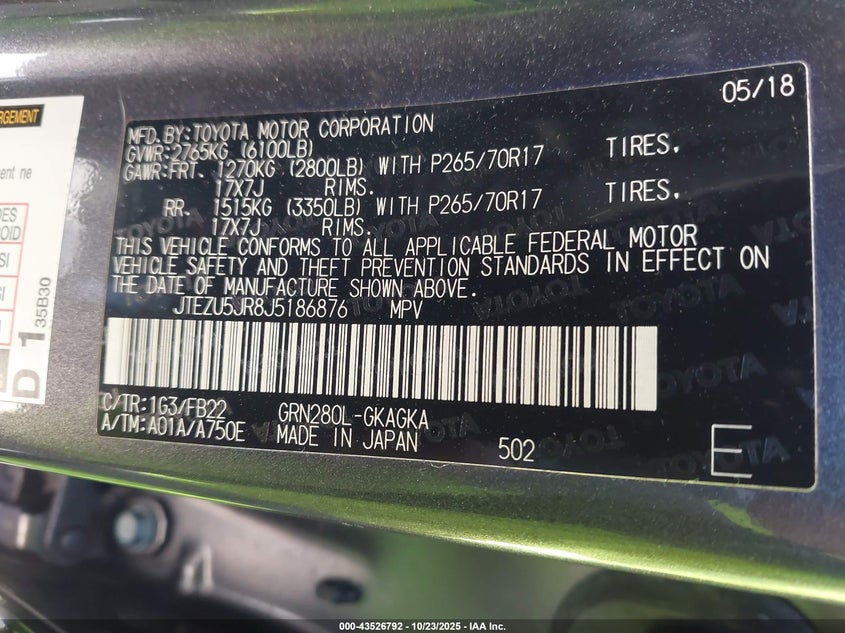 05/18
MFD. BY: TOYOTA MOTOR CORPORATION
GVWR: 2765KG (6100LB)
GAWR: FRT. 1270KG (2800LB) WITH P265/70R17 TIRES.
17X7J RIMS.
RR. 1515KG (3350LB) WITH P265/70R17 TIRES,
17X7J RIMS.
THIS VEHICLE CONFORMS TO ALL APPLICABLE FEDERAL MOTOR
VEHICLE SAFETY AND THEFT PREVENTION STANDARDS IN EFFECT ON
THE DATE OF MANUFACTURE SHOWN ABOVE.
JTEZU5JR8J5186876 MPV
C/TR: 1G3/FB22 GRN280L-GKAGKA
A/TM: A01A/A750E MADE IN JAPAN 502 E
TOYOTA
D1
35B30
000-43526792 | 10/23/2025 - IAA Inc.